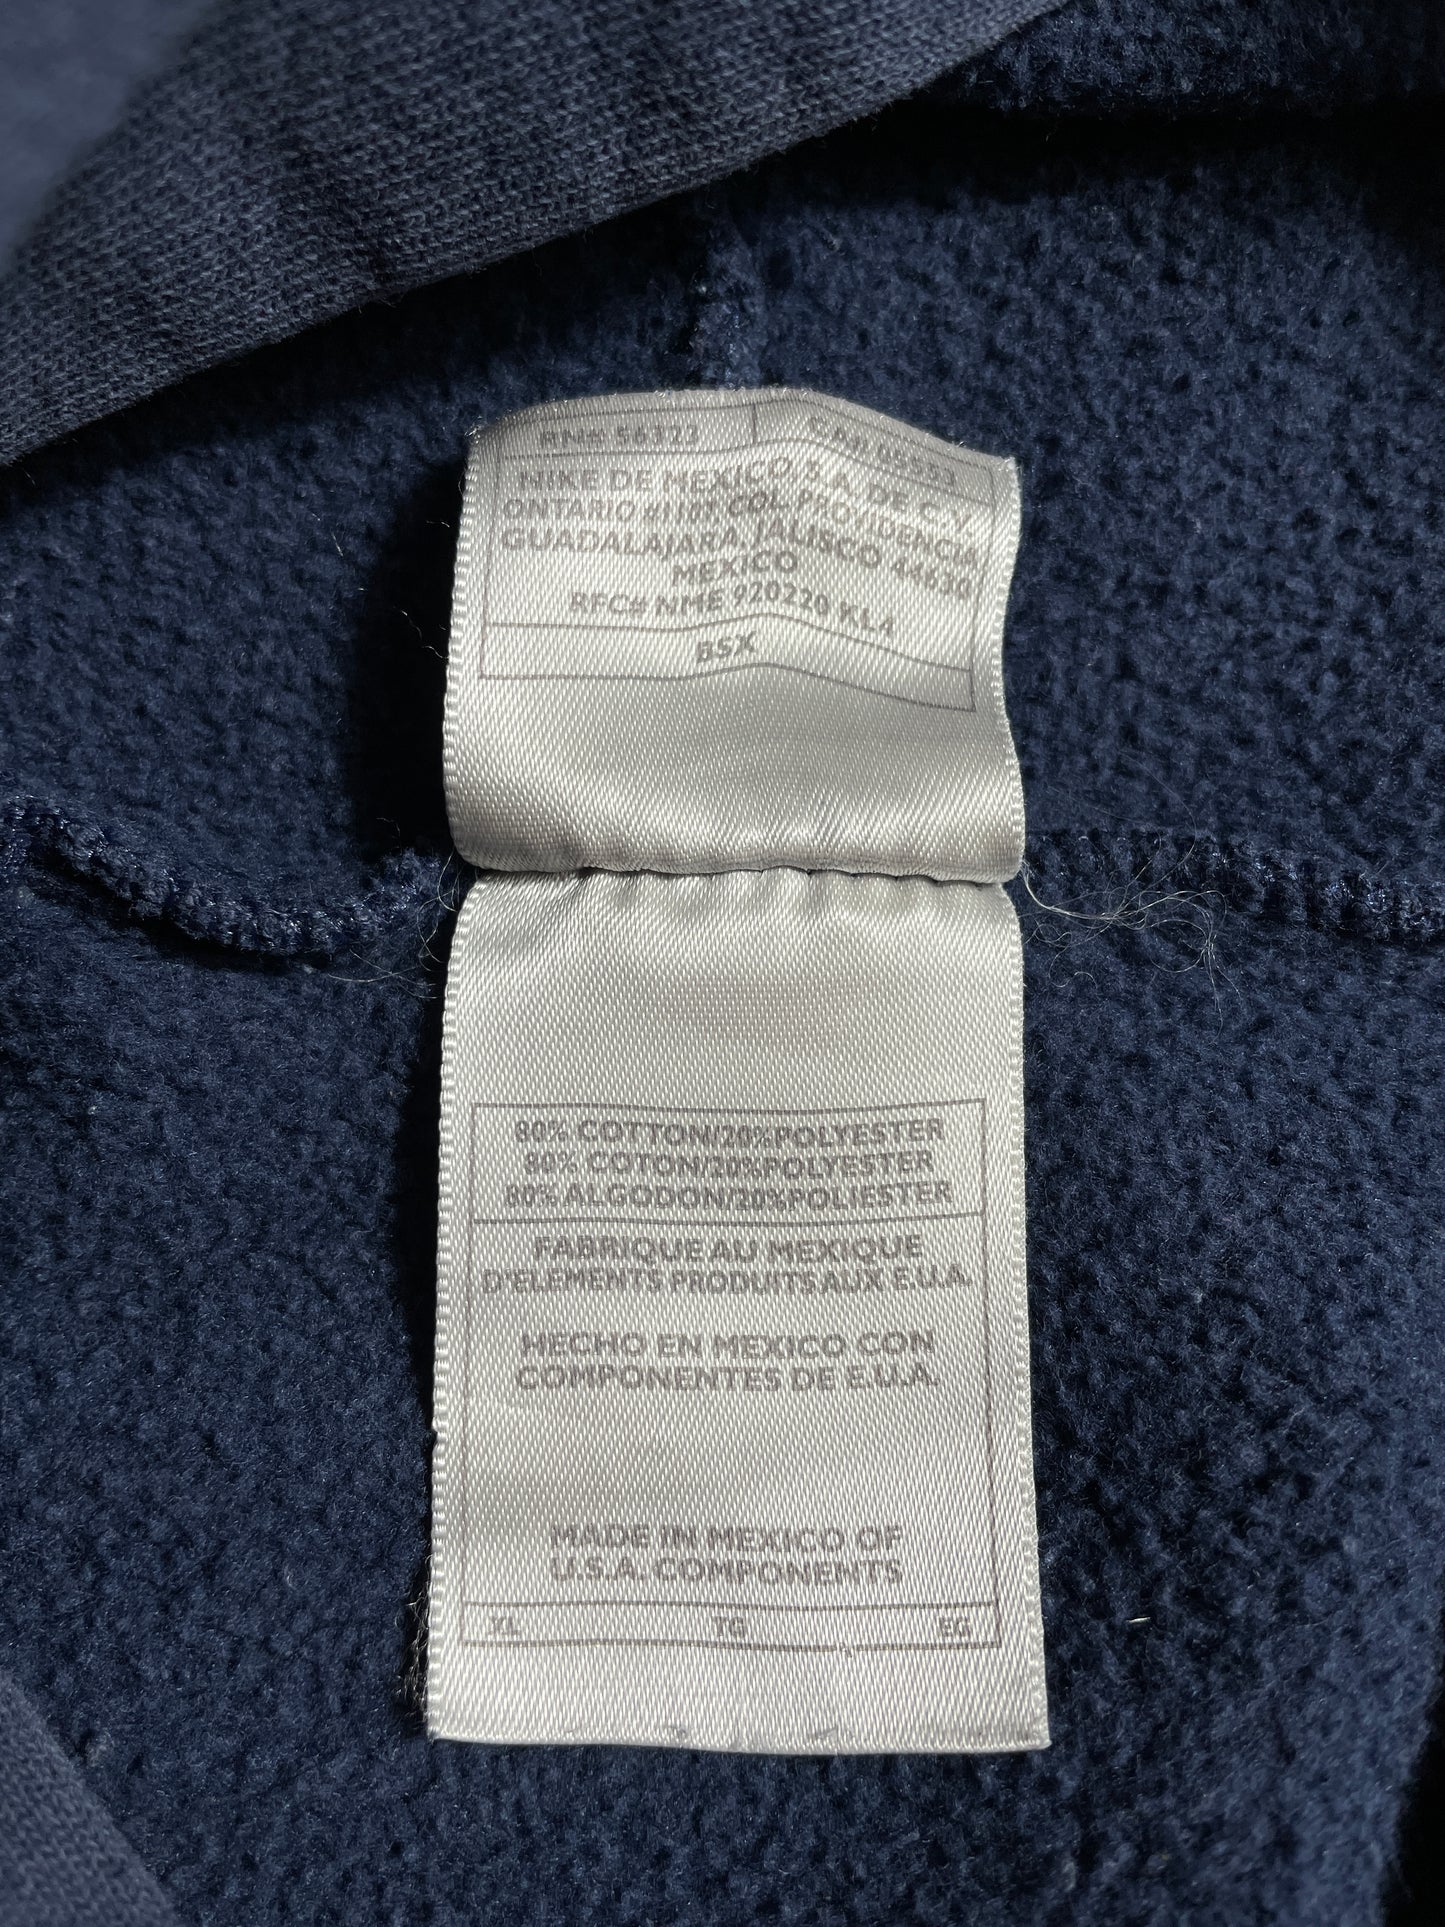 RN# 56323 CA# 05553
NIKE DE MEXICO S.A. DE C.V.
ONTARIO #1107 COL. PROVIDENCIA
GUADALAJARA, JALISCO 44630
MEXICO
RFC# NME 920220 KL4
BSX
80% COTTON/20%POLYESTER
80% COTON/20%POLYESTER
80% ALGODON/20%POLIESTER
FABRIQUE AU MEXIQUE
D'ELEMENTS PRODUITS AUX E.U.A.
HECHO EN MEXICO CON
COMPONENTES DE E.U.A.
MADE IN MEXICO OF
U.S.A. COMPONENTS
XL TG EG